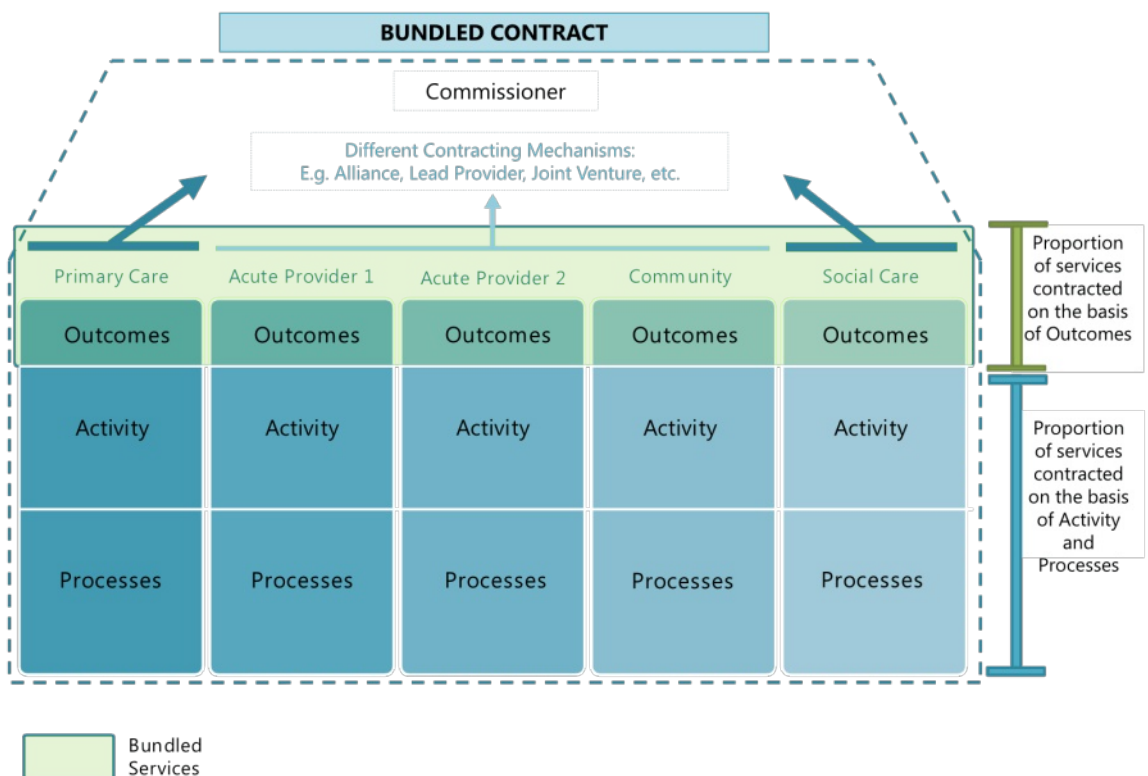 BUNDLED CONTRACT
Commissioner
Different Contracting Mechanisms:
E.g. Alliance, Lead Provider, Joint Venture, etc.
Primary Care
Acute Provider 1
Acute Provider 2
Community
Social Care
Outcomes
Outcomes
Outcomes
Outcomes
Outcomes
Activity
Activity
Activity
Activity
Activity
Processes
Processes
Processes
Processes
Processes
Proportion
of services
contracted
on the basis
of Outcomes
Proportion
of services
contracted
on the basis
of Activity
and
Processes
Bundled
Services